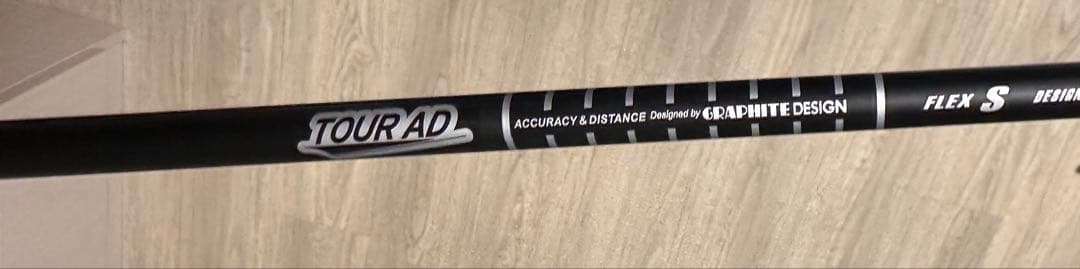 TOUR AD
ACCURACY & DISTANCE Designed by GRAPHITE DESIGN
FLEX S